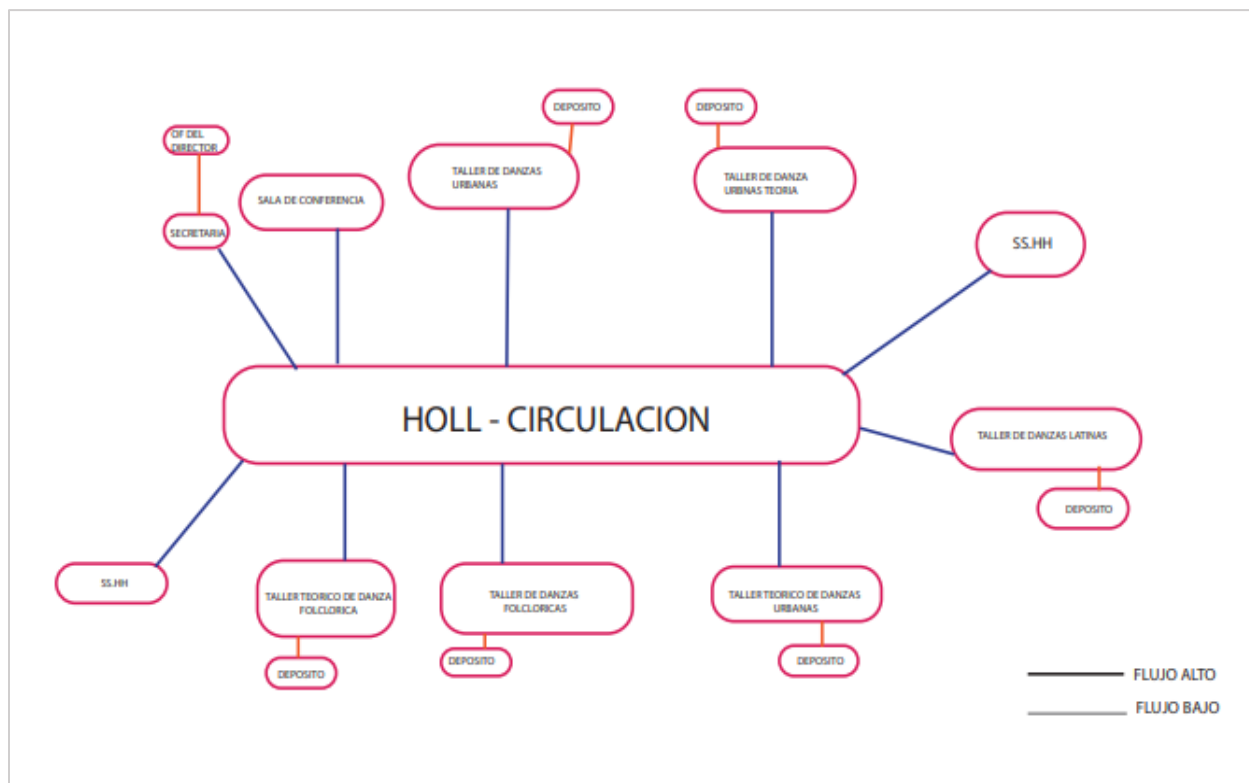 DEPOSITO
DEPOSITO
OF DEL
DIRECTOR
TALLER DE DANZAS
URBANAS
TALLER DE DANZA
URBNAS TEORIA
SALA DE CONFERENCIA
SECRETARIA
SS.HH
HOLL - CIRCULACION
TALLER DE DANZAS LATINAS
DEPOSITO
SS.HH
TALLER TEORICO DE DANZA
FOLCLORICA
TALLER DE DANZAS
FOLCLORICAS
TALLER TEORICO DE DANZAS
URBANAS
DEPOSITO
DEPOSITO
DEPOSITO
FLUJO ALTO
FLUJO BAJO